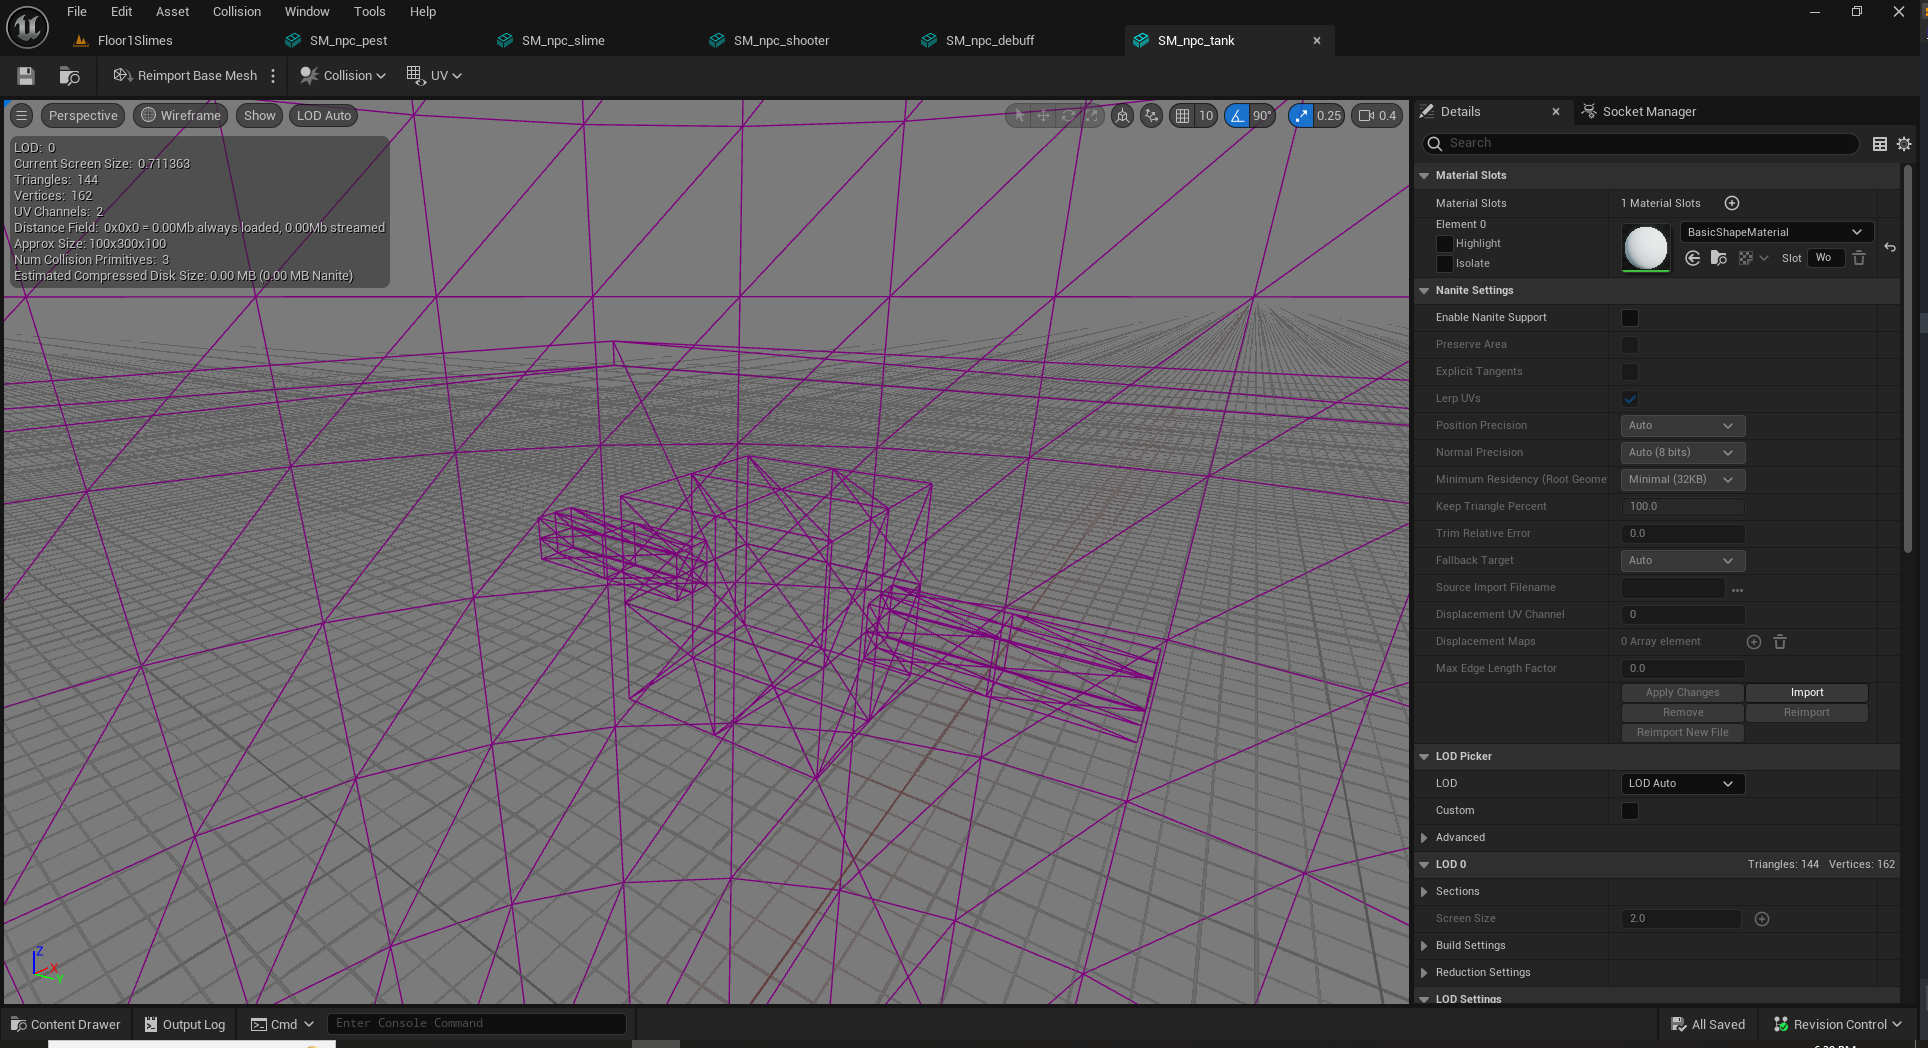 File Edit Asset Collision Window Tools Help
Floor1Slimes SM_npc_pest SM_npc_slime SM_npc_shooter SM_npc_debuff SM_npc_tank
Reimport Base Mesh Collision UV
Perspective Wireframe Show LOD Auto 10 90° 0.25 0.4
LOD: 0
Current Screen Size: 0.711363
Triangles: 144
Vertices: 162
UV Channels: 2
Distance Field: 0x0x0 = 0.00Mb always loaded, 0.00Mb streamed
Approx Size: 100x300x100
Num Collision Primitives: 3
Estimated Compressed Disk Size: 0.00 MB (0.00 MB Nanite)
Z
X
Y
Details Socket Manager
Search
Material Slots
Material Slots 1 Material Slots
Element 0
Highlight
Isolate
BasicShapeMaterial
Slot Wo
Nanite Settings
Enable Nanite Support
Preserve Area
Explicit Tangents
Lerp UVs
Position Precision Auto
Normal Precision Auto (8 bits)
Minimum Residency (Root Geome Minimal (32KB)
Keep Triangle Percent 100.0
Trim Relative Error 0.0
Fallback Target Auto
Source Import Filename ...
Displacement UV Channel 0
Displacement Maps 0 Array element
Max Edge Length Factor 0.0
Apply Changes Import
Remove Reimport
Reimport New File
LOD Picker
LOD LOD Auto
Custom
Advanced
LOD 0 Triangles: 144 Vertices: 162
Sections
Screen Size 2.0
Build Settings
Reduction Settings
LOD Settings
Content Drawer Output Log Cmd Enter Console Command All Saved Revision Control